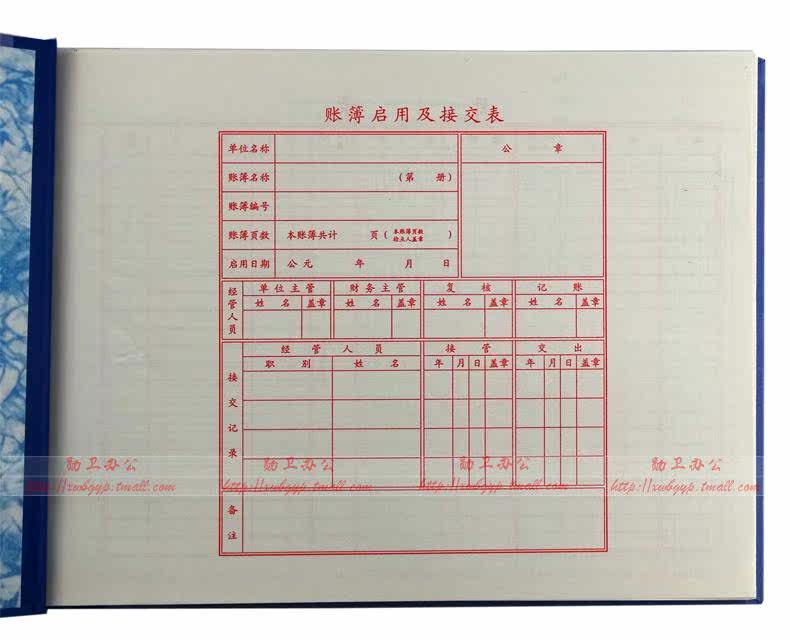 账簿启用及接交表
单位名称 公 章
账簿名称 (第 册)
账簿编号
账簿页数 本账簿共计 页( 本账簿页数 检点人盖章 )
启用日期 公元 年 月 日
经管人员 单位主管 财务主管 复核 记账
姓名 盖章 姓名 盖章 姓名 盖章 姓名 盖章
接交记录 经管人员 接管 交出
职别 姓名 年 月 日 盖章 年 月 日 盖章
备注
勋卫办公 勋卫办公 勋卫办公 勋卫办公
http://xwbgyp.tmall.com http://xwbgyp.tmall.com http://xwbgyp.tmall.com http://xwbgyp.tmall.com